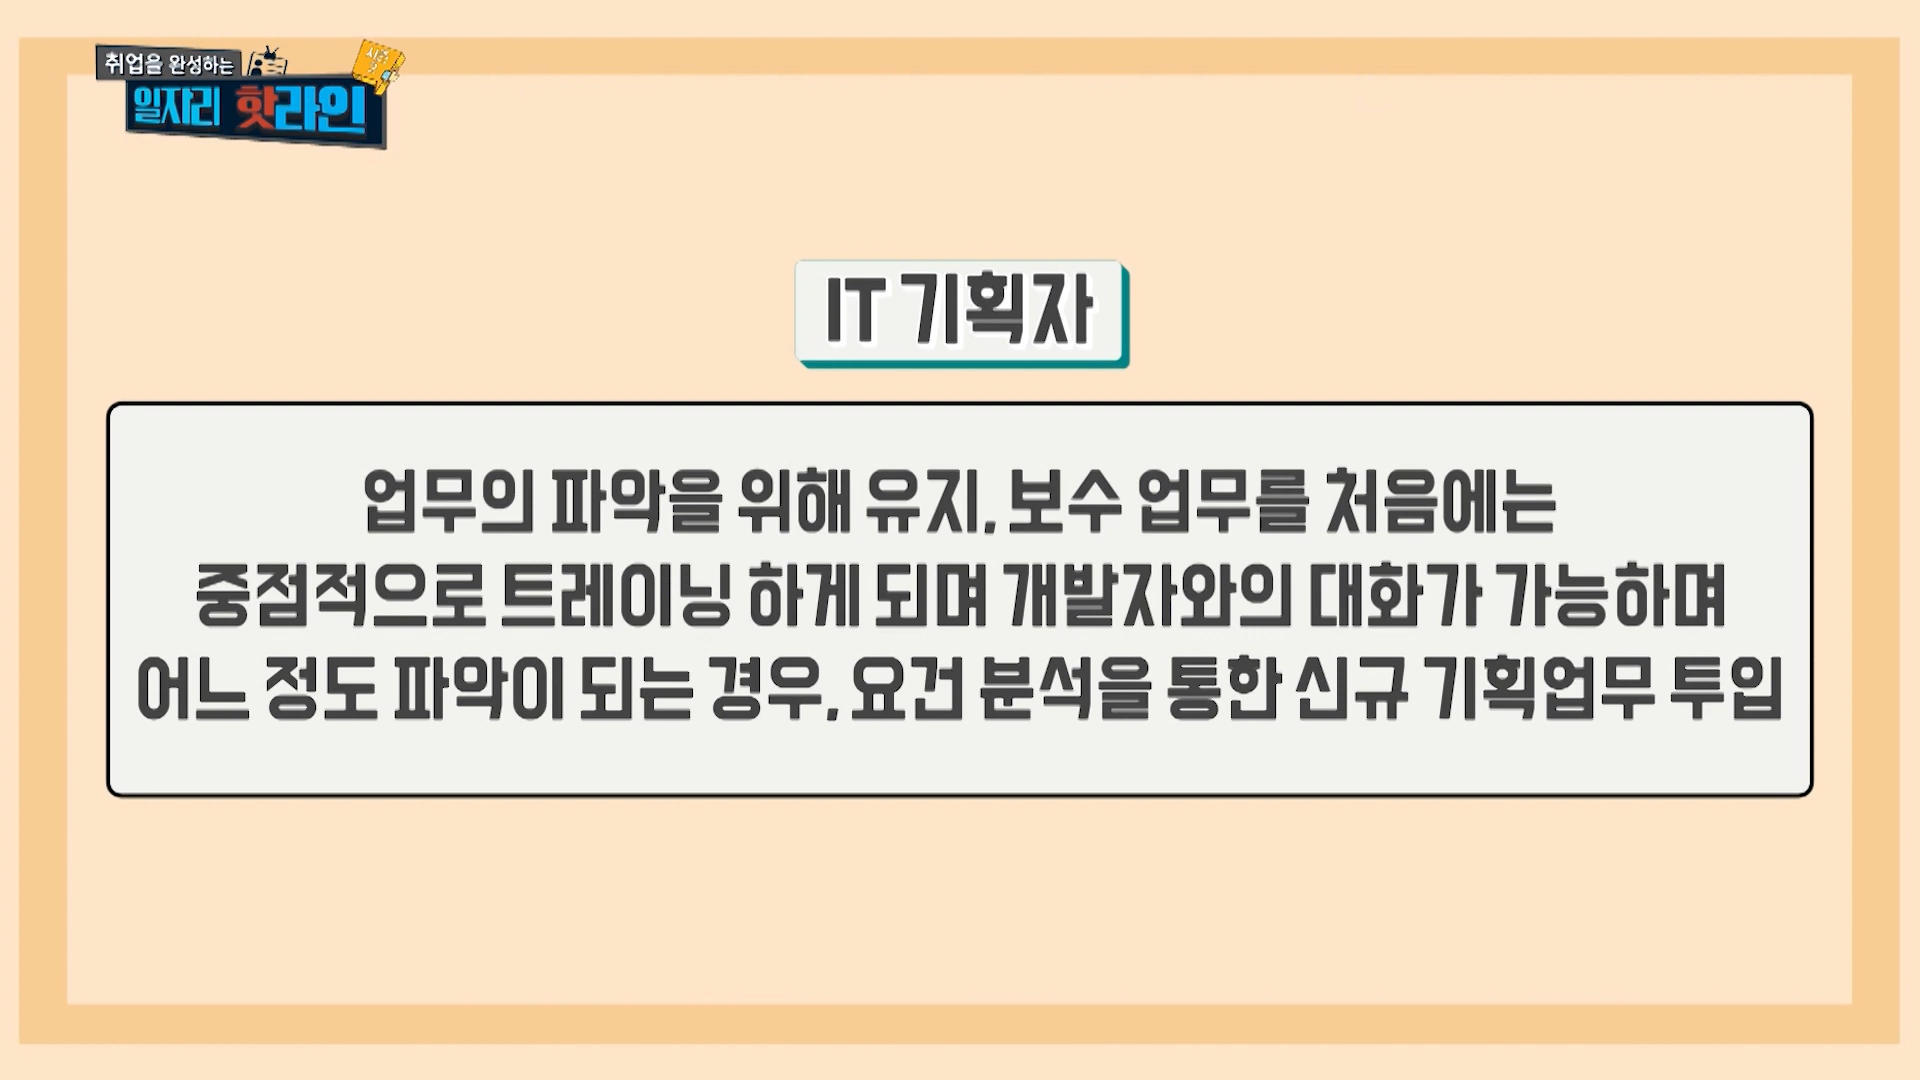 취업을 완성하는
시즌
일자리 핫라인
IT 기획자
업무의 파악을 위해 유지, 보수 업무를 처음에는
중점적으로 트레이닝 하게 되며 개발자와의 대화가 가능하며
어느 정도 파악이 되는 경우, 요건 분석을 통한 신규 기획업무 투입